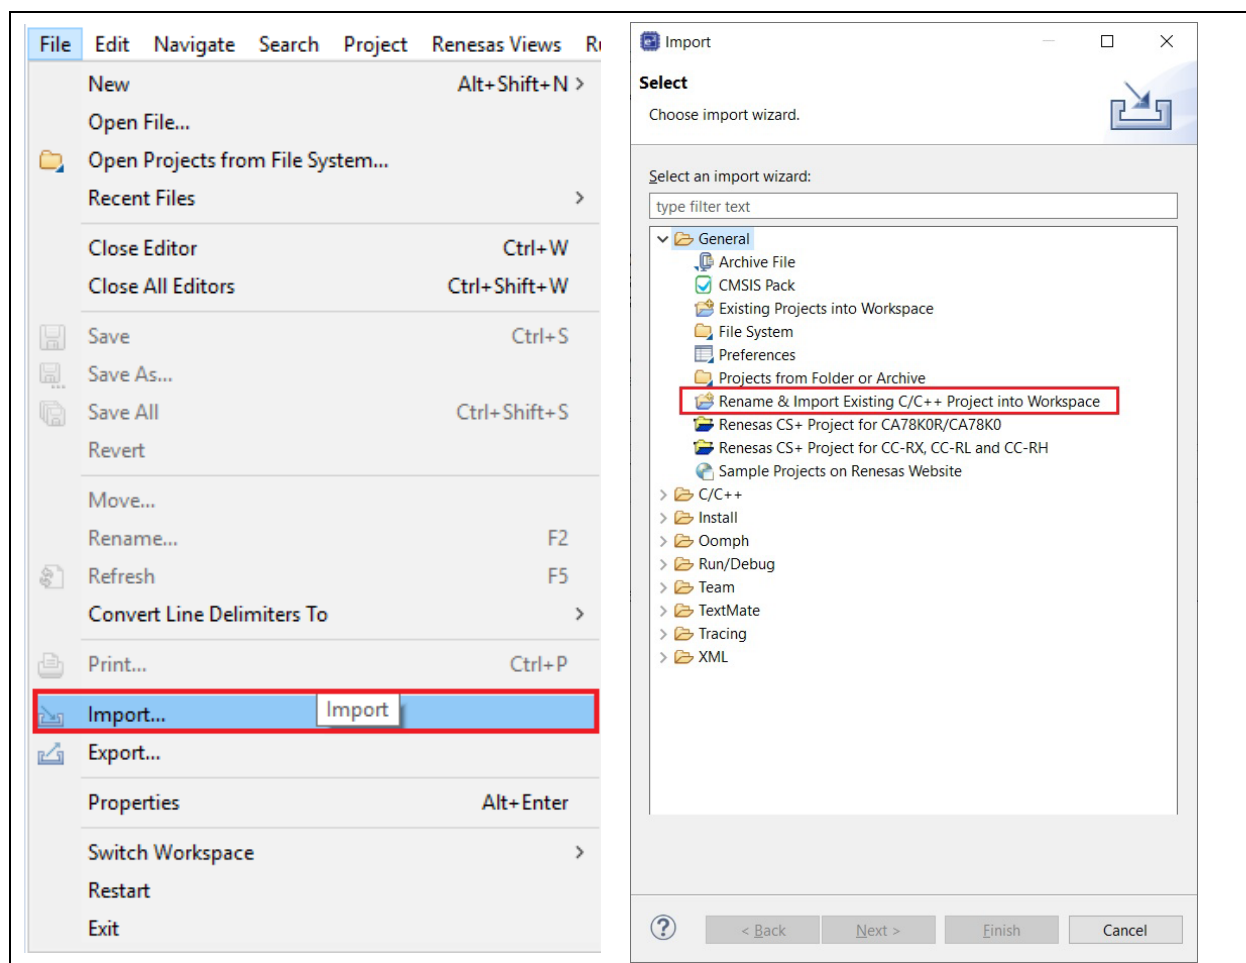 File Edit Navigate Search Project Renesas Views
New Alt+Shift+N >
Open File...
Open Projects from File System...
Recent Files >
Close Editor Ctrl+W
Close All Editors Ctrl+Shift+W
Save Ctrl+S
Save As...
Save All Ctrl+Shift+S
Revert
Move...
Rename... F2
Refresh F5
Convert Line Delimiters To >
Print... Ctrl+P
Import... Import
Export...
Properties Alt+Enter
Switch Workspace >
Restart
Exit
Import
Select
Choose import wizard.
Select an import wizard:
type filter text
General
Archive File
CMSIS Pack
Existing Projects into Workspace
File System
Preferences
Projects from Folder or Archive
Rename & Import Existing C/C++ Project into Workspace
Renesas CS+ Project for CA78K0R/CA78K0
Renesas CS+ Project for CC-RX, CC-RL and CC-RH
Sample Projects on Renesas Website
> C/C++
> Install
> Oomph
> Run/Debug
> Team
> TextMate
> Tracing
> XML
? < Back Next > Finish Cancel